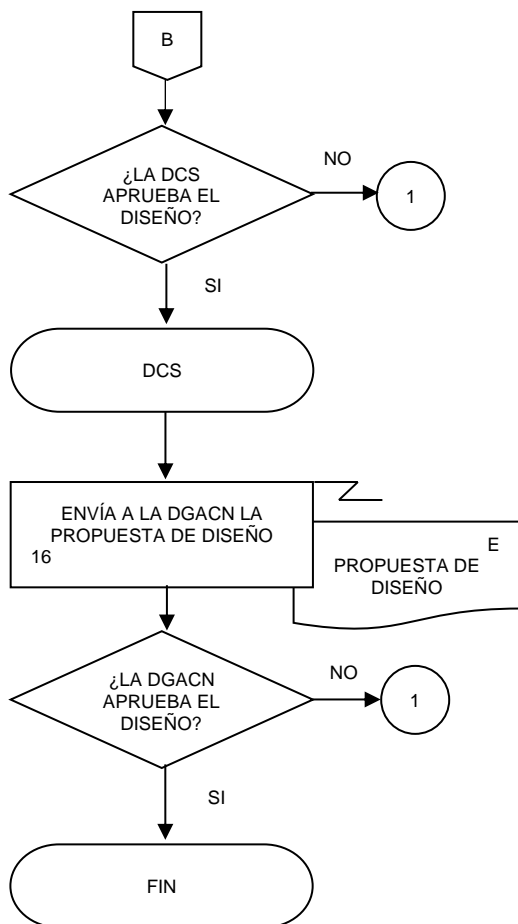 B
¿LA DCS
APRUEBA EL
DISEÑO?
NO
1
SI
DCS
ENVÍA A LA DGACN LA
PROPUESTA DE DISEÑO
16
E
PROPUESTA DE
DISEÑO
¿LA DGACN
APRUEBA EL
DISEÑO?
NO
1
SI
FIN